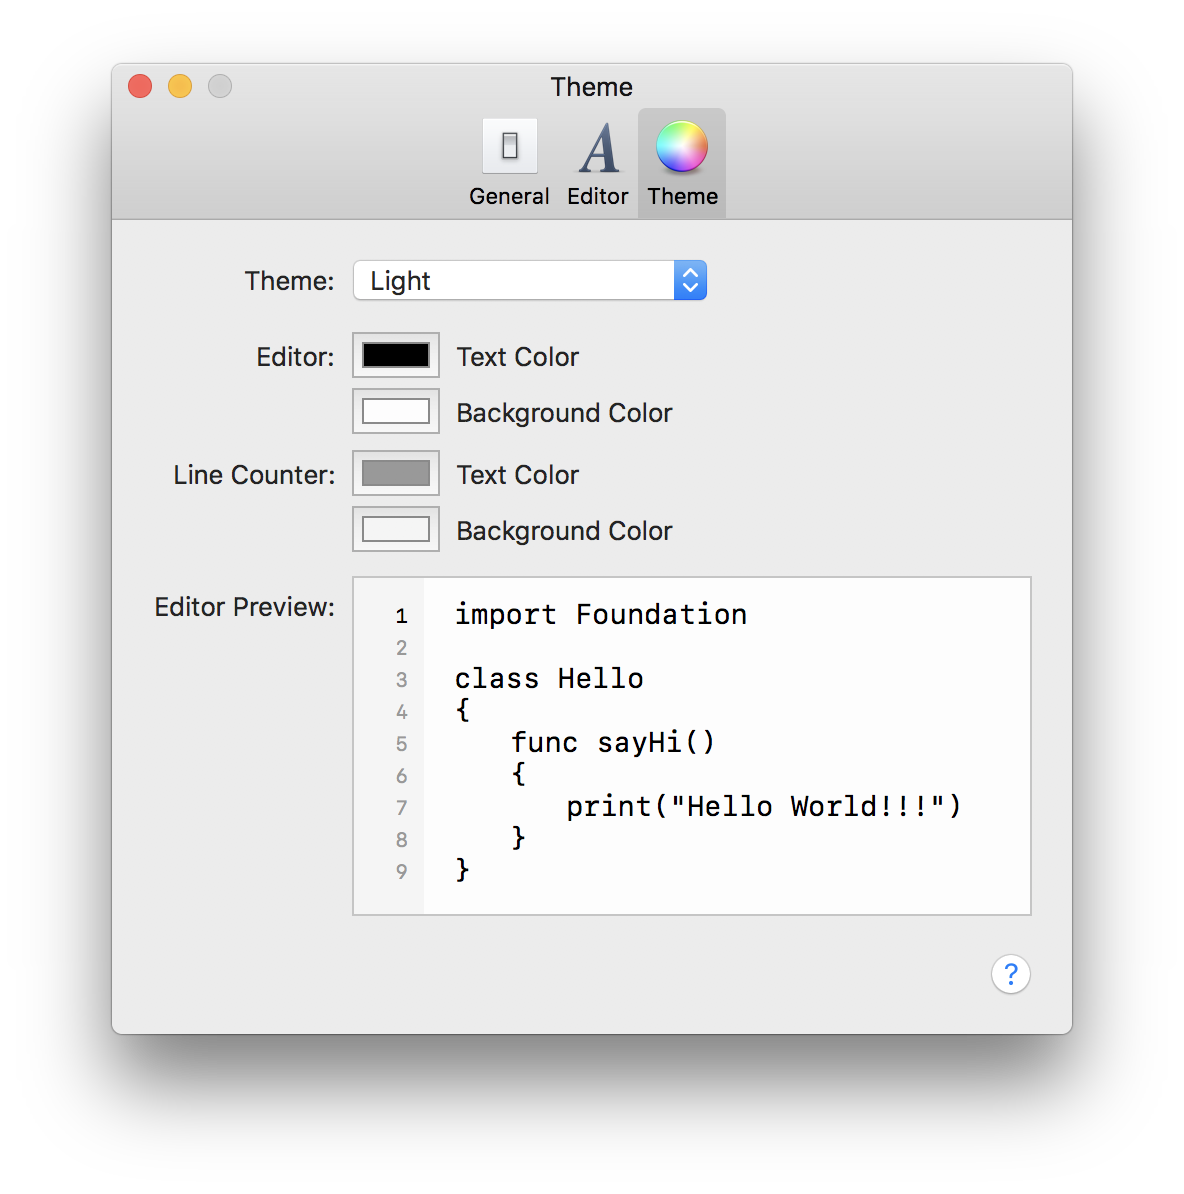 Theme
General Editor Theme
Theme: Light
Editor: Text Color
Background Color
Line Counter: Text Color
Background Color
Editor Preview:
1 import Foundation
2
3 class Hello
4 {
5 func sayHi()
6 {
7 print("Hello World!!!")
8 }
9 }
?